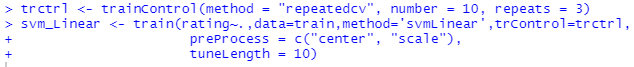 > trctrl <- trainControl(method = "repeatedcv", number = 10, repeats = 3)
> svm_Linear <- train(rating~.,data=train,method='svmLinear',trControl=trctrl,
+                     preProcess = c("center", "scale"),
+                     tuneLength = 10)